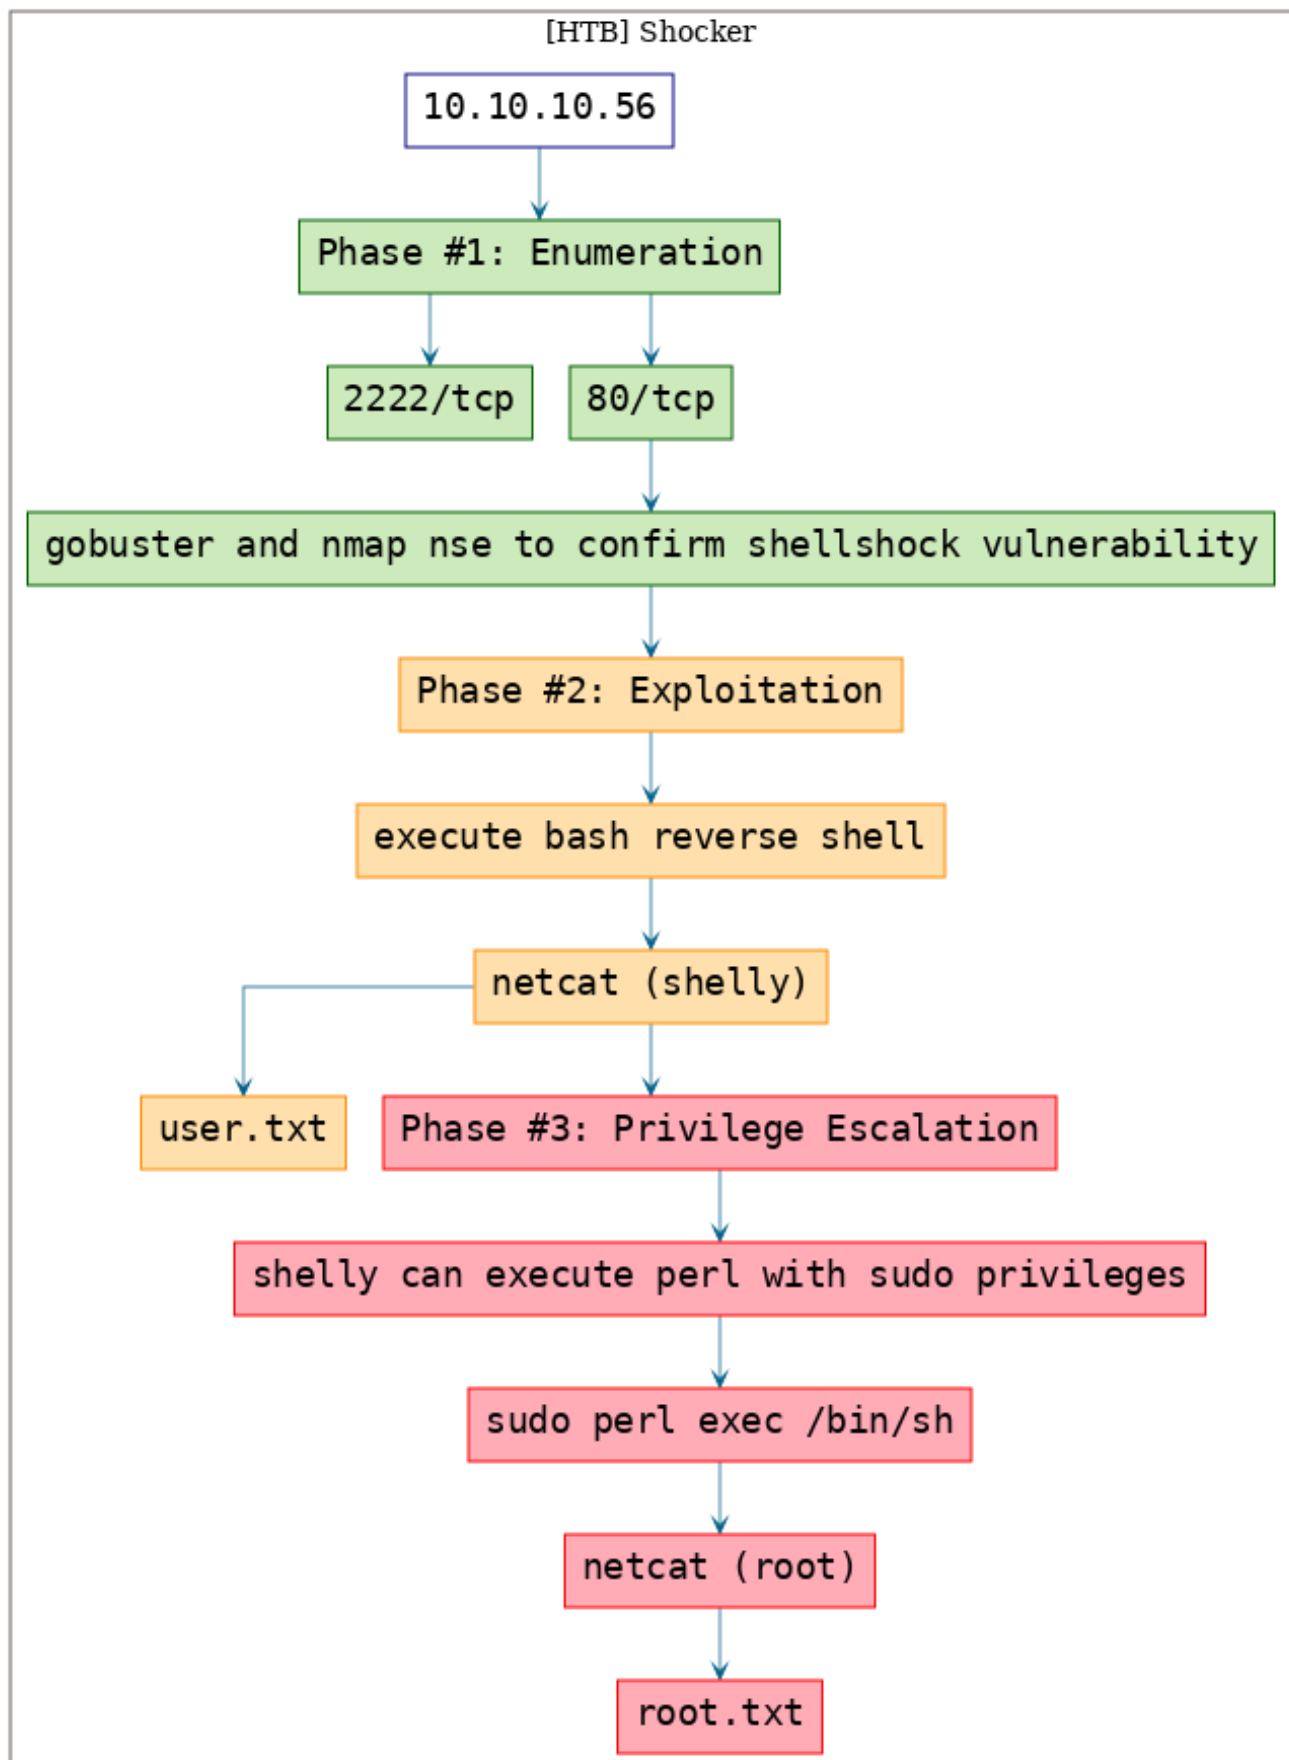 [HTB] Shocker
10.10.10.56
Phase #1: Enumeration
2222/tcp
80/tcp
gobuster and nmap nse to confirm shellshock vulnerability
Phase #2: Exploitation
execute bash reverse shell
netcat (shelly)
user.txt
Phase #3: Privilege Escalation
shelly can execute perl with sudo privileges
sudo perl exec /bin/sh
netcat (root)
root.txt